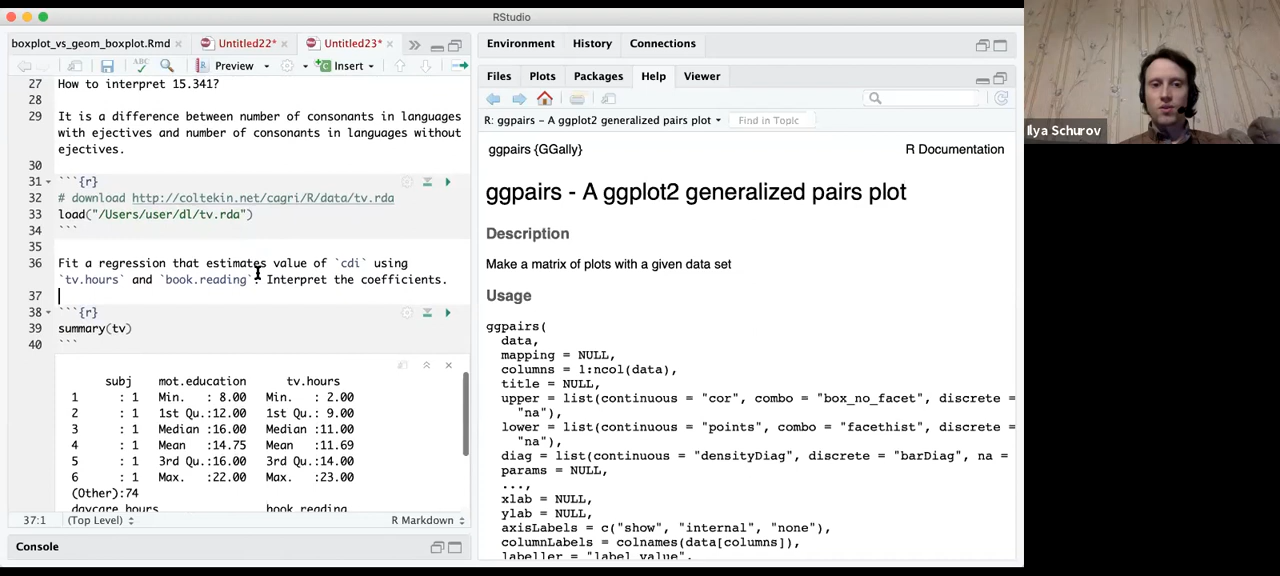 RStudio
boxplot_vs_geom_boxplot.Rmd
Untitled22*
Untitled23*
ABC
Preview
Insert
27 How to interpret 15.341?
28
29 It is a difference between number of consonants in languages
with ejectives and number of consonants in languages without
ejectives.
30
31 ```{r}
32 # download http://coltekin.net/cagri/R/data/tv.rda
33 load("/Users/user/dl/tv.rda")
34 ```
35
36 Fit a regression that estimates value of `cdi` using
`tv.hours` and `book.reading`. Interpret the coefficients.
37
38 ```{r}
39 summary(tv)
40 ```
subj mot.education tv.hours
1 : 1 Min. : 8.00 Min. : 2.00
2 : 1 1st Qu.:12.00 1st Qu.: 9.00
3 : 1 Median :16.00 Median :11.00
4 : 1 Mean :14.75 Mean :11.69
5 : 1 3rd Qu.:16.00 3rd Qu.:14.00
6 : 1 Max. :22.00 Max. :23.00
(Other):74
daycare.hours book.reading
37:1 (Top Level) R Markdown
Console
Environment History Connections
Files Plots Packages Help Viewer
R: ggpairs - A ggplot2 generalized pairs plot Find in Topic
ggpairs {GGally} R Documentation
ggpairs - A ggplot2 generalized pairs plot
Description
Make a matrix of plots with a given data set
Usage
ggpairs(
data,
mapping = NULL,
columns = 1:ncol(data),
title = NULL,
upper = list(continuous = "cor", combo = "box_no_facet", discrete =
"na"),
lower = list(continuous = "points", combo = "facethist", discrete =
"na"),
diag = list(continuous = "densityDiag", discrete = "barDiag", na =
params = NULL,
...,
xlab = NULL,
ylab = NULL,
axisLabels = c("show", "internal", "none"),
columnLabels = colnames(data[columns]),
labeller = "label_value",
Ilya Schurov